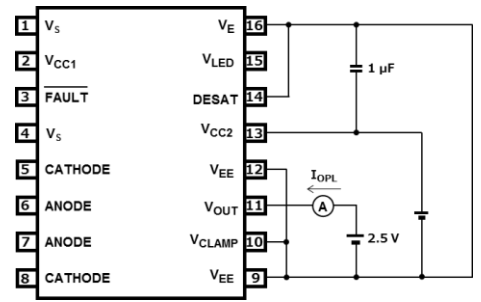 1 VS VE 16
2 VCC1 VLED 15
3 FAULT DESAT 14
4 VS VCC2 13
5 CATHODE VEE 12
6 ANODE VOUT 11
7 ANODE VCLAMP 10
8 CATHODE VEE 9
1 μF
IOPL
A
2.5 V